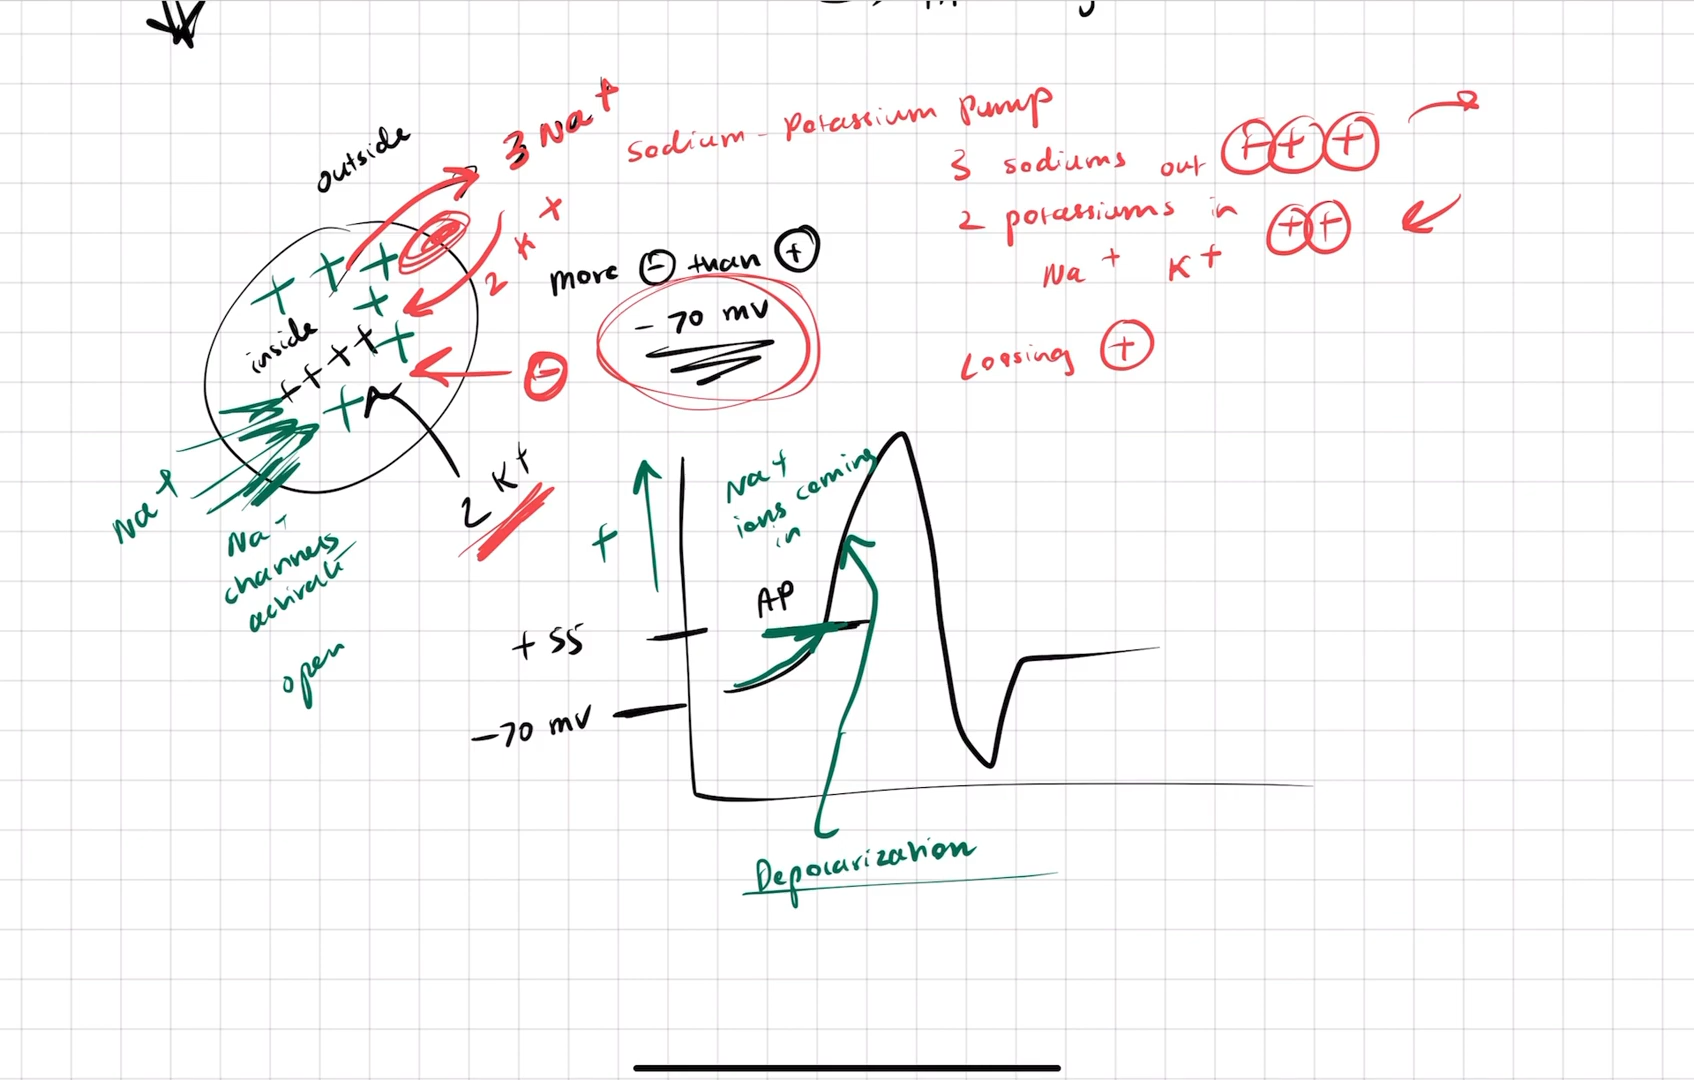 outside
3 Na+
Sodium - Potassium Pump
3 sodiums out + + +
2 potassiums in + +
Na+ K+
2 K+
more - than +
- 70 mV
inside
+ + + +
Loosing +
-
2 K+
Na+
Na+
channels
activate
open
Na+
ions coming
in
+
AP
+ 55
-70 mV
Depolarization